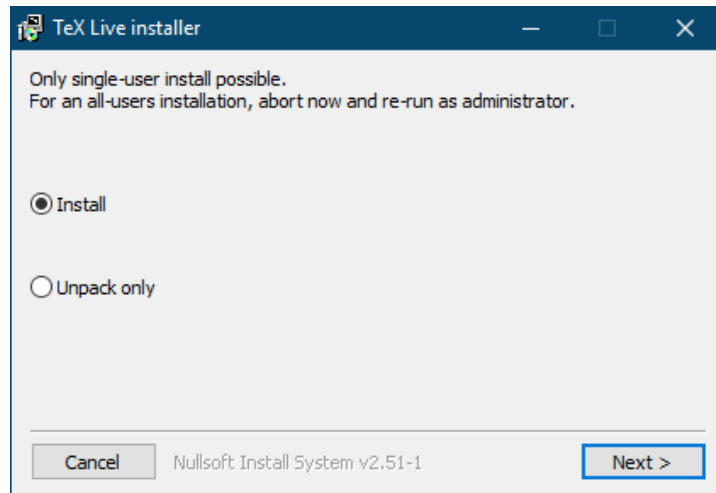 TeX Live installer
Only single-user install possible.
For an all-users installation, abort now and re-run as administrator.
Install
Unpack only
Cancel
Nullsoft Install System v2.51-1
Next >